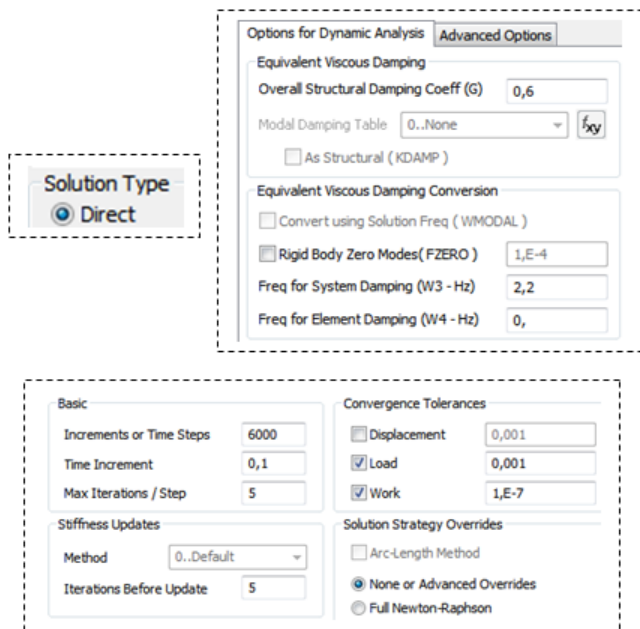 Options for Dynamic Analysis Advanced Options
Equivalent Viscous Damping
Overall Structural Damping Coeff (G) 0,6
Modal Damping Table 0..None fxy
As Structural ( KDAMP )
Solution Type
Direct
Equivalent Viscous Damping Conversion
Convert using Solution Freq ( WMODAL )
Rigid Body Zero Modes( FZERO ) 1,E-4
Freq for System Damping (W3 - Hz) 2,2
Freq for Element Damping (W4 - Hz) 0,
Basic
Increments or Time Steps 6000
Time Increment 0,1
Max Iterations / Step 5
Stiffness Updates
Method 0..Default
Iterations Before Update 5
Convergence Tolerances
Displacement 0,001
Load 0,001
Work 1,E-7
Solution Strategy Overrides
Arc-Length Method
None or Advanced Overrides
Full Newton-Raphson